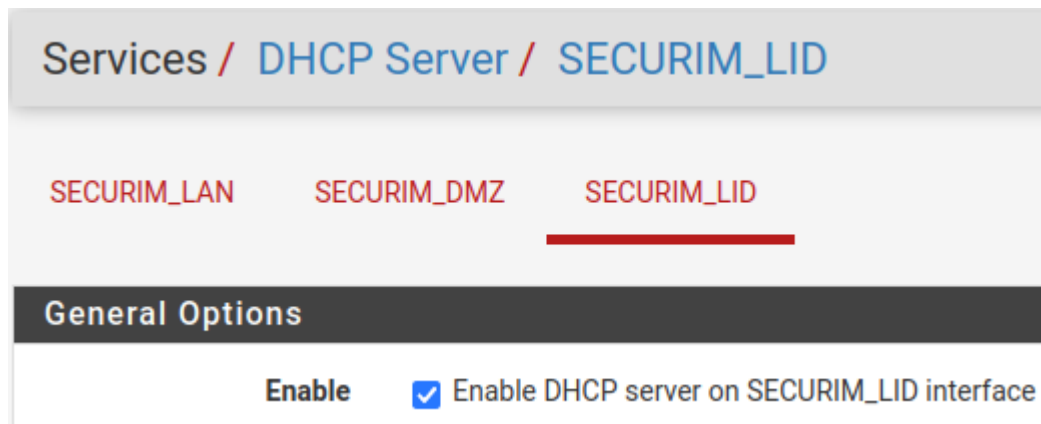 Services / DHCP Server / SECURIM_LID
SECURIM_LAN SECURIM_DMZ SECURIM_LID
General Options
Enable Enable DHCP server on SECURIM_LID interface